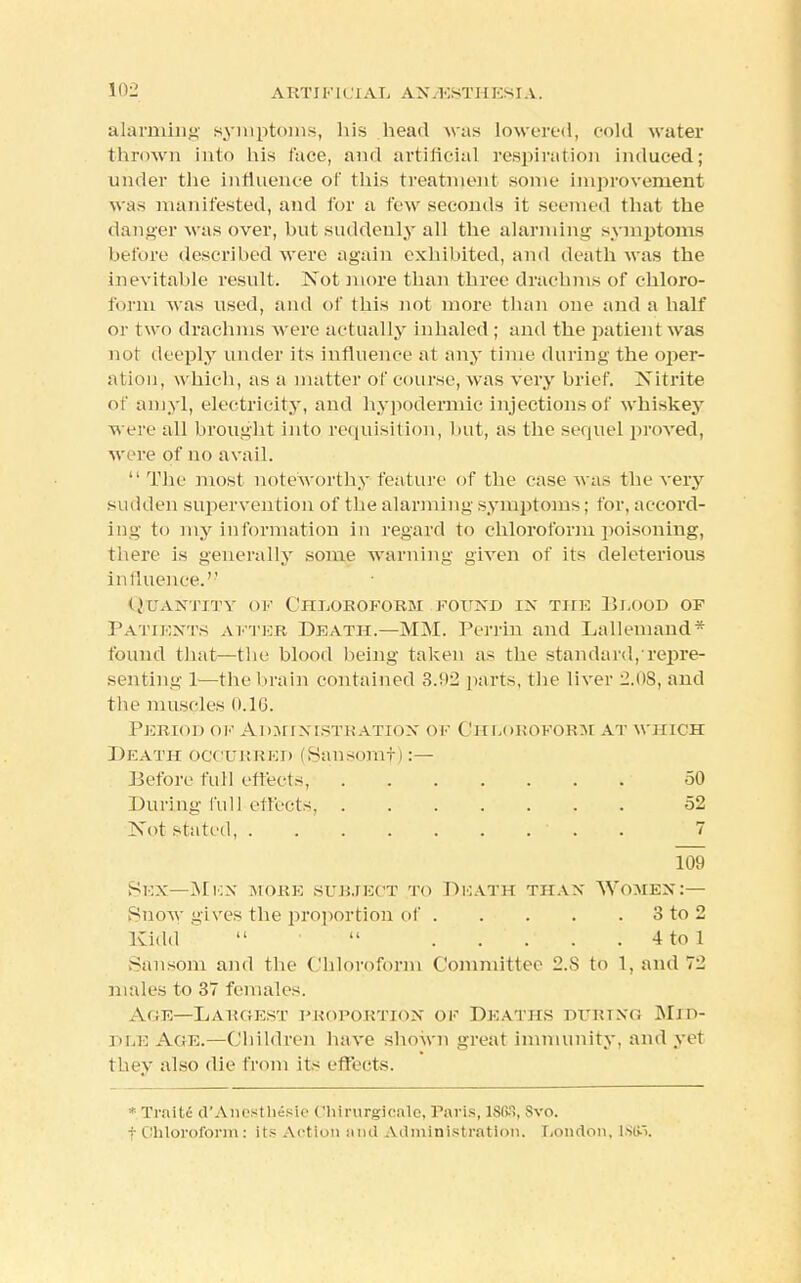 102 ARTIFICIAL ANÆSTHESIA.
alarming symptoms, his head was lowered, cold water
thrown into his face, and artificial respiration induced;
under the influence of this treatment some improvement
was manifested, and for a few seconds it seemed that the
danger was over, but suddenly all the alarming symptoms
before described were again exhibited, and death was the
inevitable result. Not more than three drachms of chloro-
form was used, and of this not more than one and a half
or two drachms were actually inhaled; and the patient was
not deeply under its influence at any time during the oper-
ation, which, as a matter of course, was very brief. Nitrite
of amyl, electricity, and hypodermic injections of whiskey
were all brought into requisition, but, as the sequel proved,
were of no avail.
“The most noteworthy feature of the case was the very
sudden supervention of the alarming symptoms; for, accord-
ing to my information in regard to chloroform poisoning,
there is generally some warning given of its deleterious
influence.”
QUANTITY OF CHLOROFORM FOUND IN THE BLOOD OF
PATIENTS AFTER DEATH.—MM. Perrin and Lallemand*
found that—the blood being taken as the standard, repre-
senting 1—the brain contained 3.92 parts, the liver 2.08, and
the muscles 0.16.
PERIOD OF ADMINISTRATION OF CHLOROFORM AT WHICH
DEATH OCCURRED (Sansom†):—
Before full effects, . . . . . . . 50
During full effects, . . . . . . . 52
Not stated, . . . . . . . . . 7
109
SEX—MEN MORE SUBJECT TO DEATH THAN WOMEN:—
Snow gives the proportion of . . . . . 3 to 2
Kidd “ “ . . . . . 4 to 1
Sansom and the Chloroform Committee 2.8 to 1, and 72
males to 37 females.
AGE—LARGEST PROPORTION OF DEATHS DURING MID-
DLE AGE.—Children have shown great immunity, and yet
they also die from its effects.
* Traité d'Anesthésie Chirurgicale, Paris, 1863, 8vo.
† Chloroform: its Action and Administration. London, 1865.